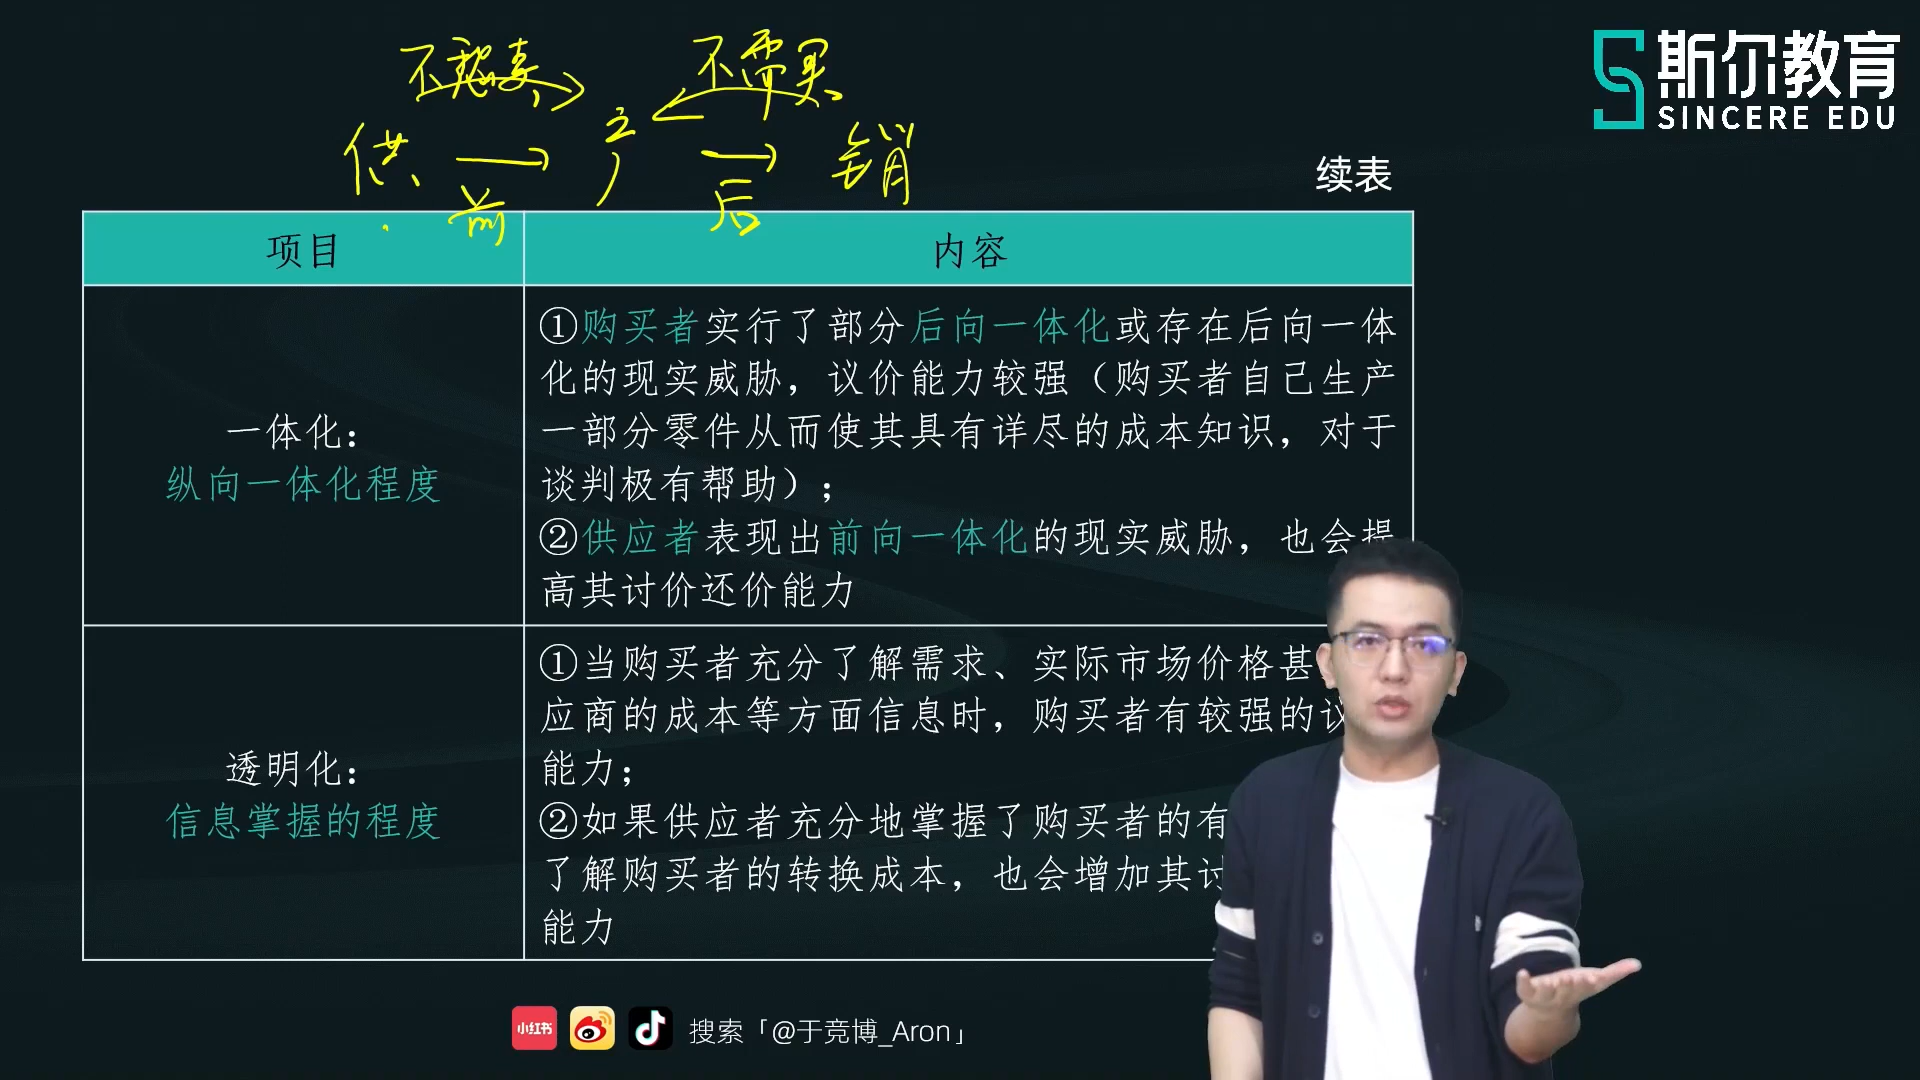 不想卖 不需买
斯尔教育
SINCERE EDU
供 产 销
前 后
续表
项目 内容
一体化：
纵向一体化程度
①购买者实行了部分后向一体化或存在后向一体
化的现实威胁，议价能力较强（购买者自己生产
一部分零件从而使其具有详尽的成本知识，对于
谈判极有帮助）；
②供应者表现出前向一体化的现实威胁，也会提
高其讨价还价能力
透明化：
信息掌握的程度
①当购买者充分了解需求、实际市场价格甚
应商的成本等方面信息时，购买者有较强的议
能力；
②如果供应者充分地掌握了购买者的有
了解购买者的转换成本，也会增加其讨
能力
小红书 搜索「@于竞博_Aron」